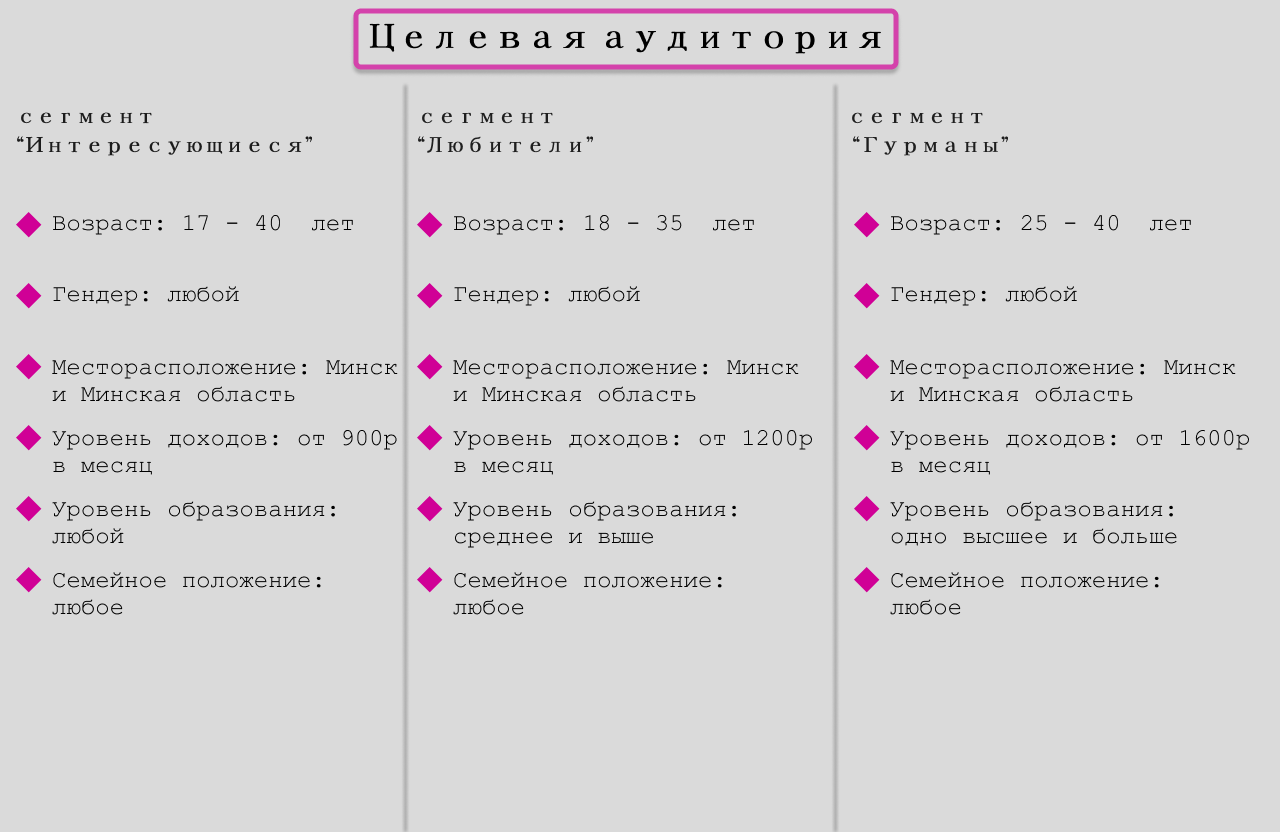 Целевая аудитория
сегмент
“Интересующиеся”
Возраст: 17 – 40 лет
Гендер: любой
Месторасположение: Минск
и Минская область
Уровень доходов: от 900р
в месяц
Уровень образования:
любой
Семейное положение:
любое
сегмент
“Любители”
Возраст: 18 – 35 лет
Гендер: любой
Месторасположение: Минск
и Минская область
Уровень доходов: от 1200р
в месяц
Уровень образования:
среднее и выше
Семейное положение:
любое
сегмент
“Гурманы”
Возраст: 25 – 40 лет
Гендер: любой
Месторасположение: Минск
и Минская область
Уровень доходов: от 1600р
в месяц
Уровень образования:
одно высшее и больше
Семейное положение:
любое